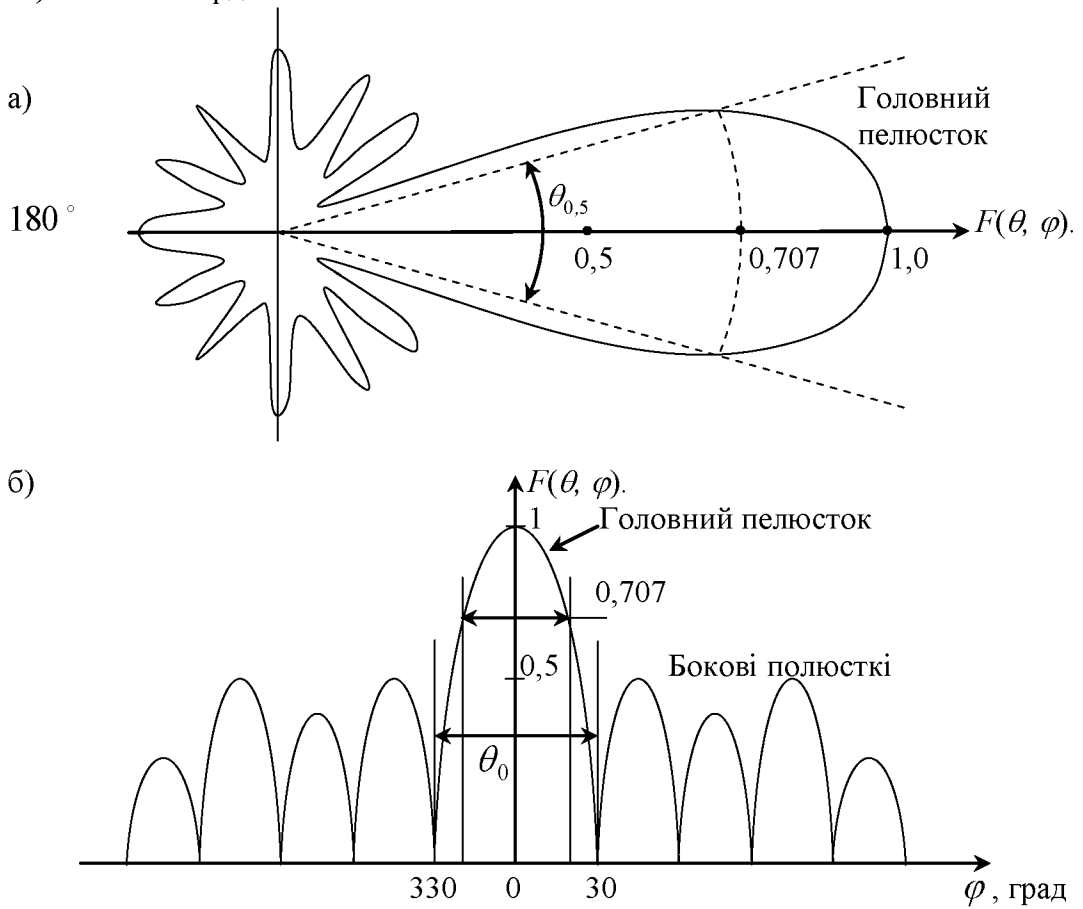 а)
Головний
пелюсток
θ0,5
180 °
F(θ, φ).
0,5
0,707
1,0
б)
F(θ, φ).
1
Головний пелюсток
0,707
0,5
Бокові полюсткі
θ0
330
0
30
φ , град